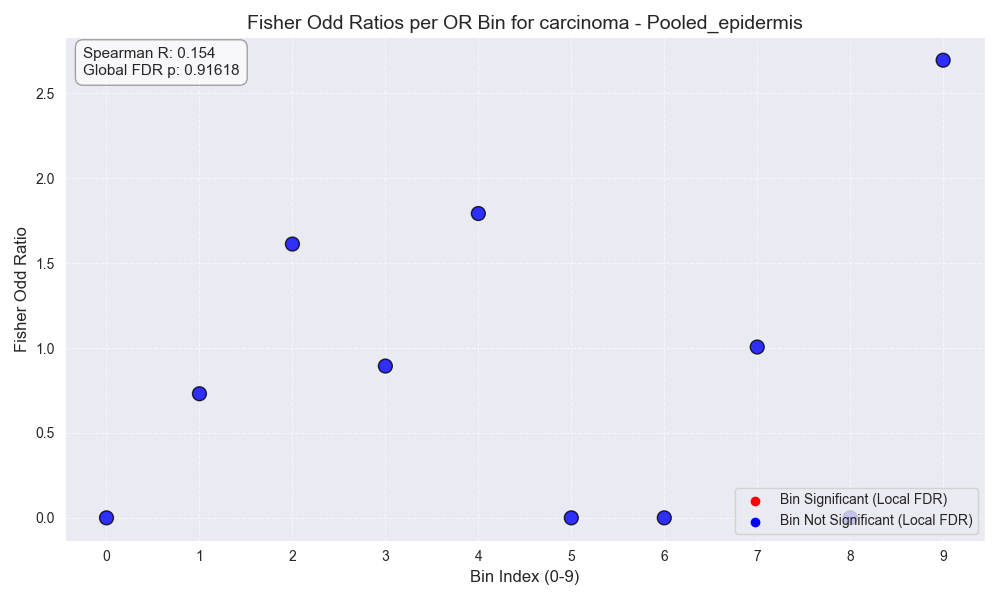 Fisher Odd Ratios per OR Bin for carcinoma - Pooled_epidermis
Spearman R: 0.154
Global FDR p: 0.91618
Fisher Odd Ratio
2.5
2.0
1.5
1.0
0.5
0.0
Bin Significant (Local FDR)
Bin Not Significant (Local FDR)
0 1 2 3 4 5 6 7 8 9
Bin Index (0-9)